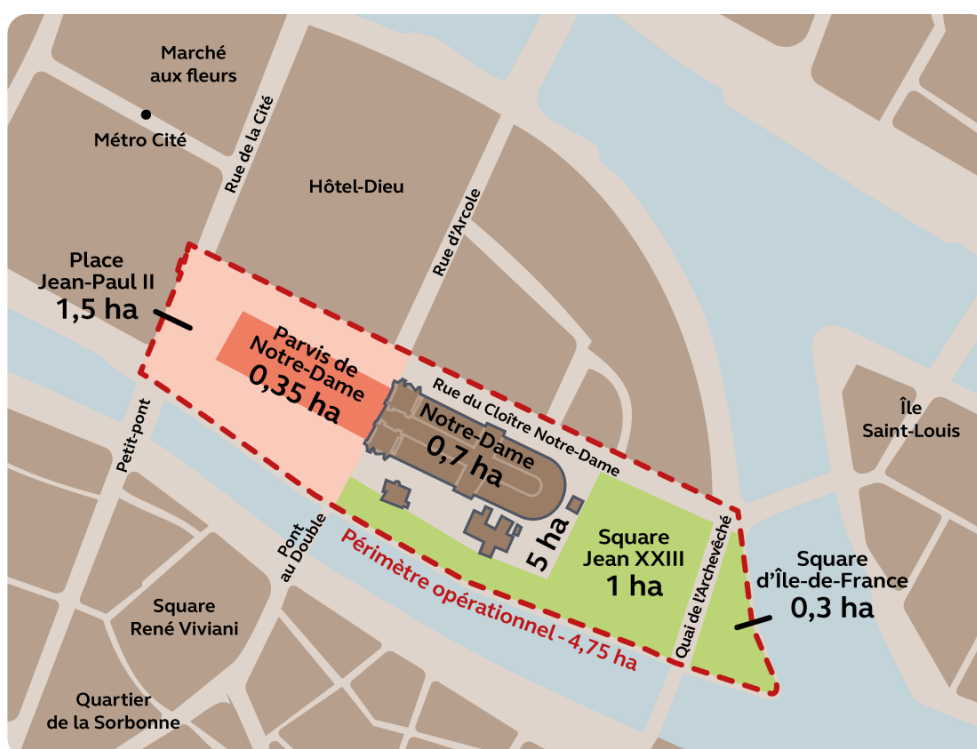 Marché
aux fleurs
Métro Cité
Rue de la Cité
Hôtel-Dieu
Rue d'Arcole
Place
Jean-Paul II
1,5 ha
Parvis de
Notre-Dame
0,35 ha
Rue du Cloître Notre-Dame
Notre-Dame
0,7 ha
Île
Saint-Louis
Petit-pont
Pont
au Double
5 ha
Square
Jean XXIII
1 ha
Quai de l'Archevêché
Square
d'Île-de-France
0,3 ha
Périmètre opérationnel - 4,75 ha
Square
René Viviani
Quartier
de la Sorbonne